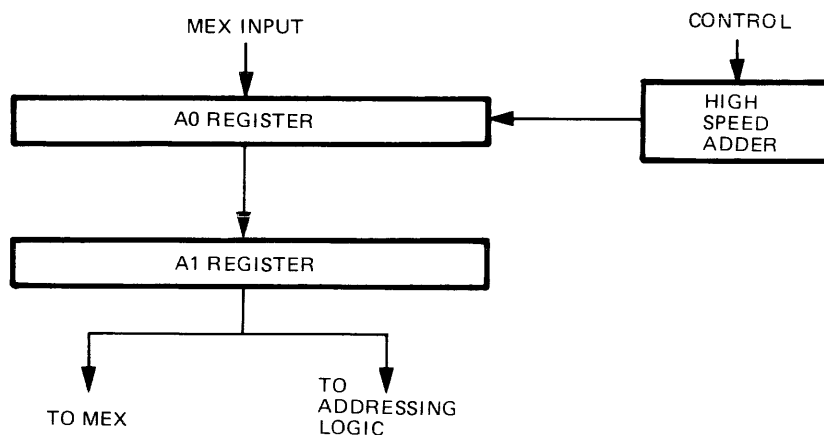 MEX INPUT
CONTROL
A0 REGISTER
HIGH
SPEED
ADDER
A1 REGISTER
TO MEX
TO
ADDRESSING
LOGIC